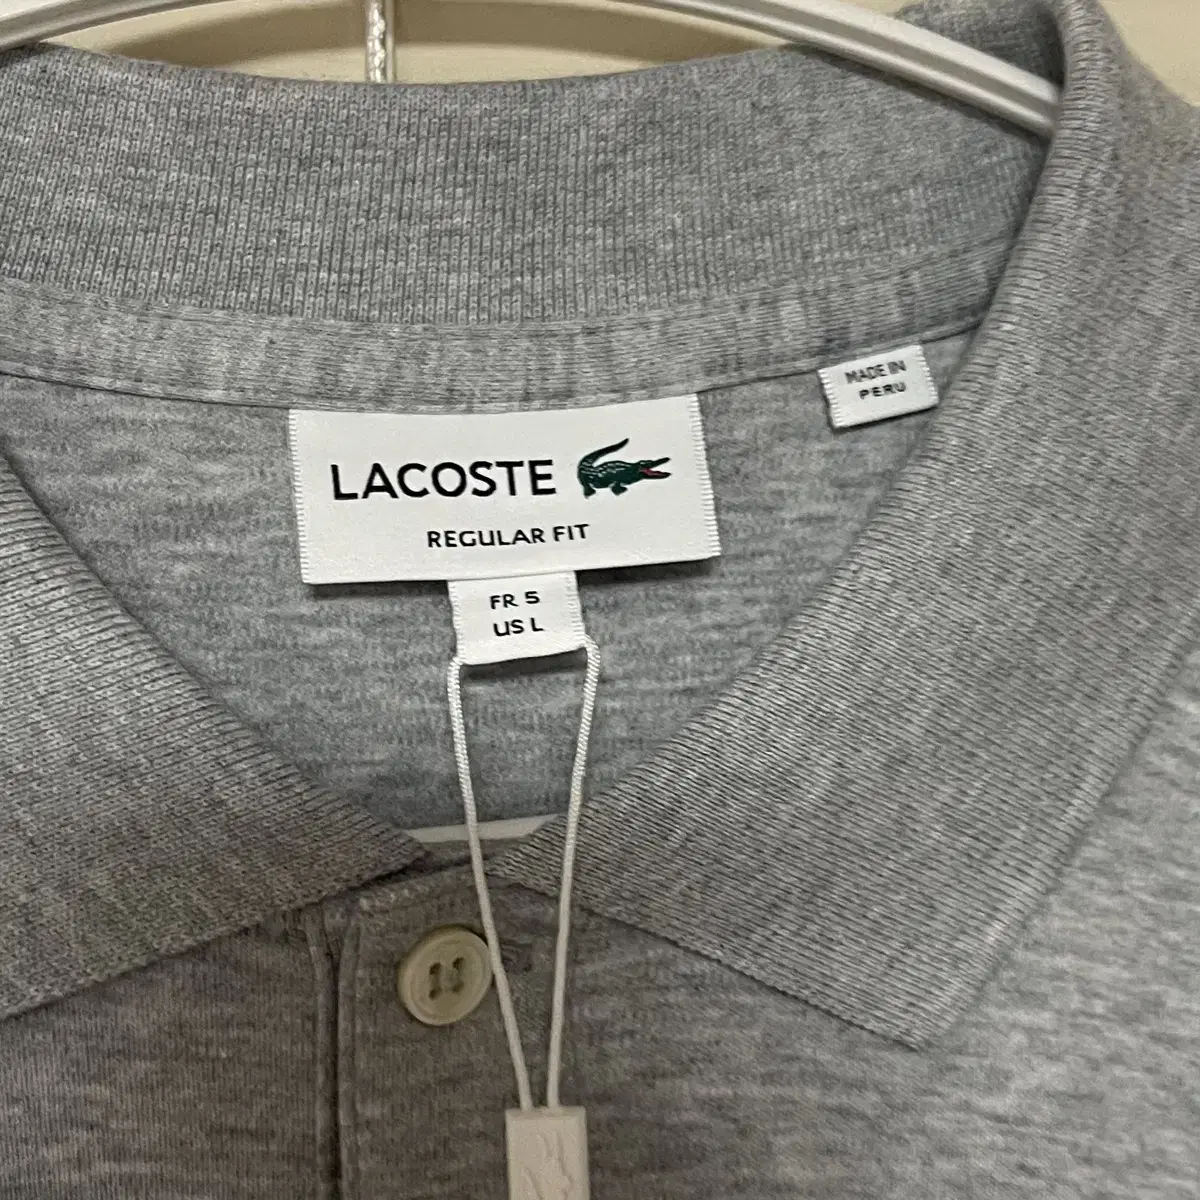 MADE IN
PERU
LACOSTE
REGULAR FIT
FR 5
US L